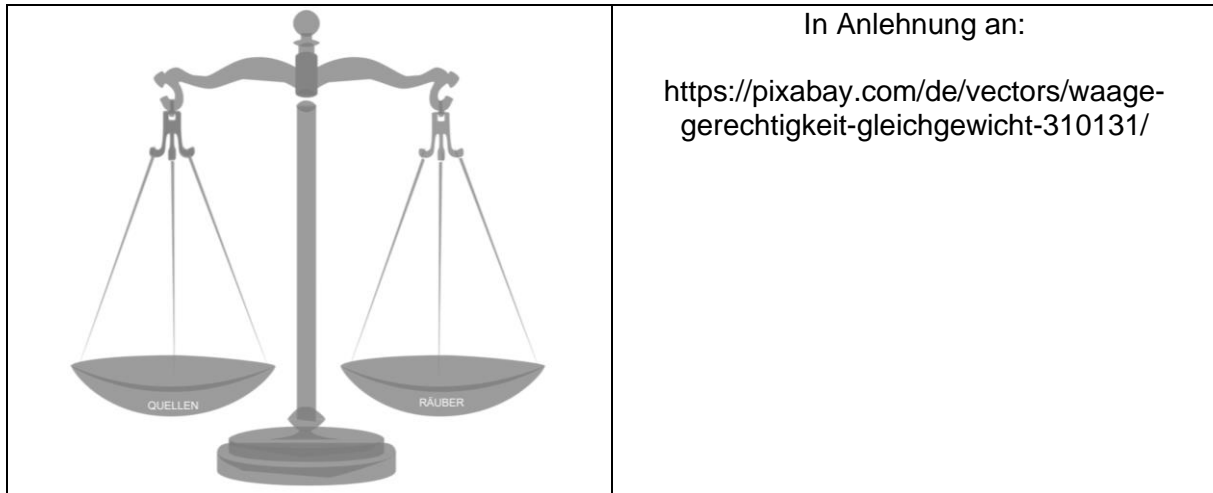 In Anlehnung an:
https://pixabay.com/de/vectors/waage-
gerechtigkeit-gleichgewicht-310131/
QUELLEN
RÄUBER